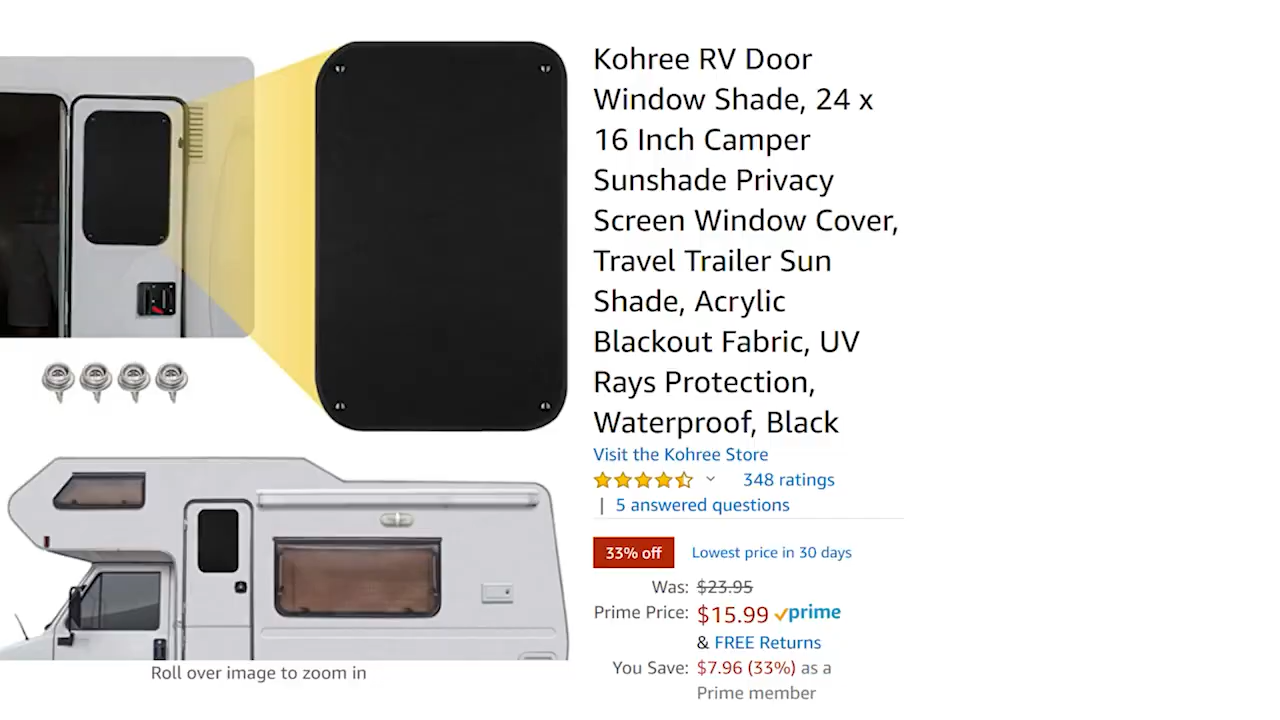 Kohree RV Door
Window Shade, 24 x
16 Inch Camper
Sunshade Privacy
Screen Window Cover,
Travel Trailer Sun
Shade, Acrylic
Blackout Fabric, UV
Rays Protection,
Waterproof, Black
Visit the Kohree Store
348 ratings
| 5 answered questions
33% off Lowest price in 30 days
Was: $23.95
Prime Price: $15.99 prime
& FREE Returns
You Save: $7.96 (33%) as a
Prime member
Roll over image to zoom in